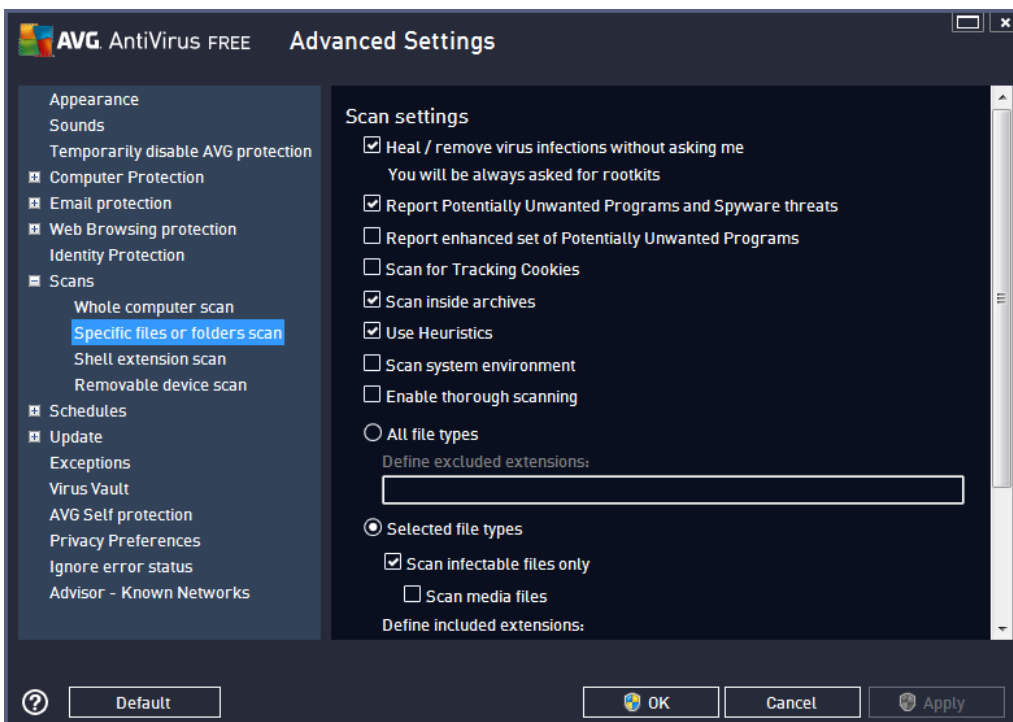 AVG. AntiVirus FREE Advanced Settings
Appearance
Sounds
Temporarily disable AVG protection
Computer Protection
Email protection
Web Browsing protection
Identity Protection
Scans
Whole computer scan
Specific files or folders scan
Shell extension scan
Removable device scan
Schedules
Update
Exceptions
Virus Vault
AVG Self protection
Privacy Preferences
Ignore error status
Advisor - Known Networks
Scan settings
Heal / remove virus infections without asking me
You will be always asked for rootkits
Report Potentially Unwanted Programs and Spyware threats
Report enhanced set of Potentially Unwanted Programs
Scan for Tracking Cookies
Scan inside archives
Use Heuristics
Scan system environment
Enable thorough scanning
All file types
Define excluded extensions:
Selected file types
Scan infectable files only
Scan media files
Define included extensions:
Default
OK
Cancel
Apply